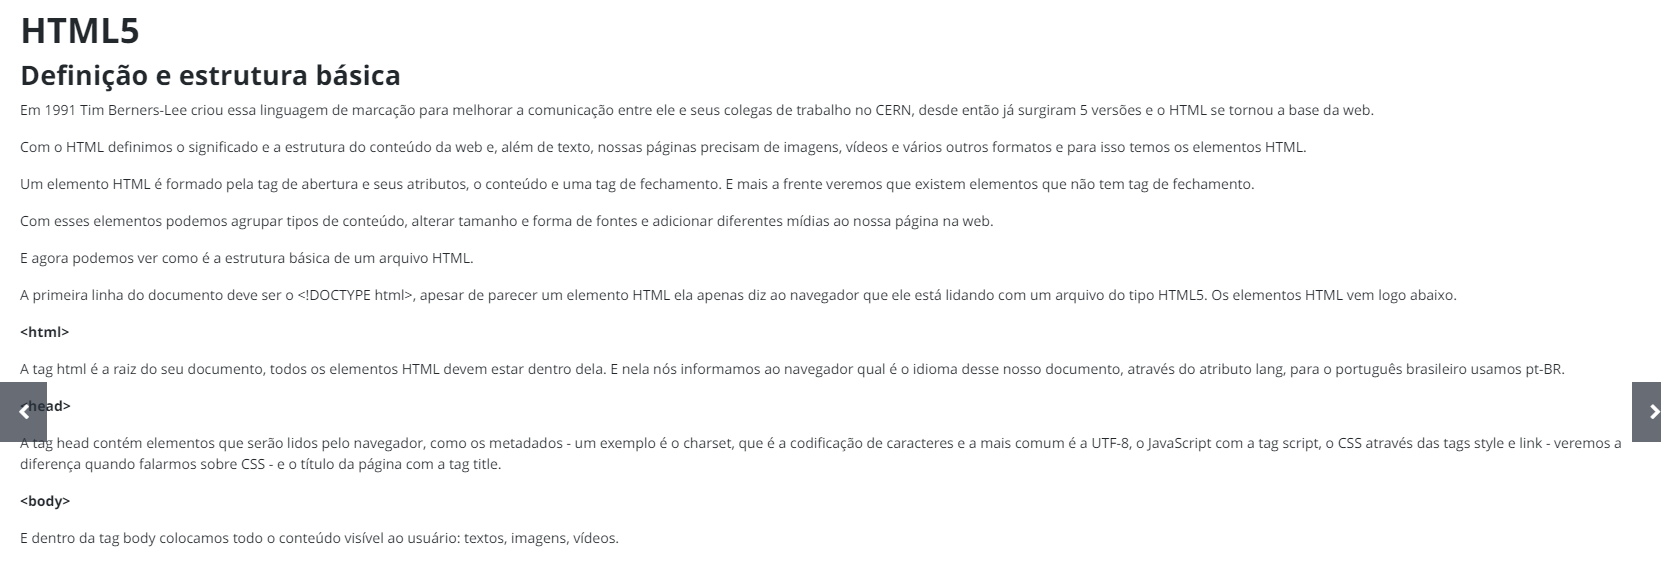 HTML5
Definição e estrutura básica
Em 1991 Tim Berners-Lee criou essa linguagem de marcação para melhorar a comunicação entre ele e seus colegas de trabalho no CERN, desde então já surgiram 5 versões e o HTML se tornou a base da web.
Com o HTML definimos o significado e a estrutura do conteúdo da web e, além de texto, nossas páginas precisam de imagens, vídeos e vários outros formatos e para isso temos os elementos HTML.
Um elemento HTML é formado pela tag de abertura e seus atributos, o conteúdo e uma tag de fechamento. E mais a frente veremos que existem elementos que não tem tag de fechamento.
Com esses elementos podemos agrupar tipos de conteúdo, alterar tamanho e forma de fontes e adicionar diferentes mídias ao nossa página na web.
E agora podemos ver como é a estrutura básica de um arquivo HTML.
A primeira linha do documento deve ser o <!DOCTYPE html>, apesar de parecer um elemento HTML ela apenas diz ao navegador que ele está lidando com um arquivo do tipo HTML5. Os elementos HTML vem logo abaixo.
<html>
A tag html é a raiz do seu documento, todos os elementos HTML devem estar dentro dela. E nela nós informamos ao navegador qual é o idioma desse nosso documento, através do atributo lang, para o português brasileiro usamos pt-BR.
<head>
A tag head contém elementos que serão lidos pelo navegador, como os metadados - um exemplo é o charset, que é a codificação de caracteres e a mais comum é a UTF-8, o JavaScript com a tag script, o CSS através das tags style e link - veremos a
diferença quando falarmos sobre CSS - e o título da página com a tag title.
<body>
E dentro da tag body colocamos todo o conteúdo visível ao usuário: textos, imagens, vídeos.